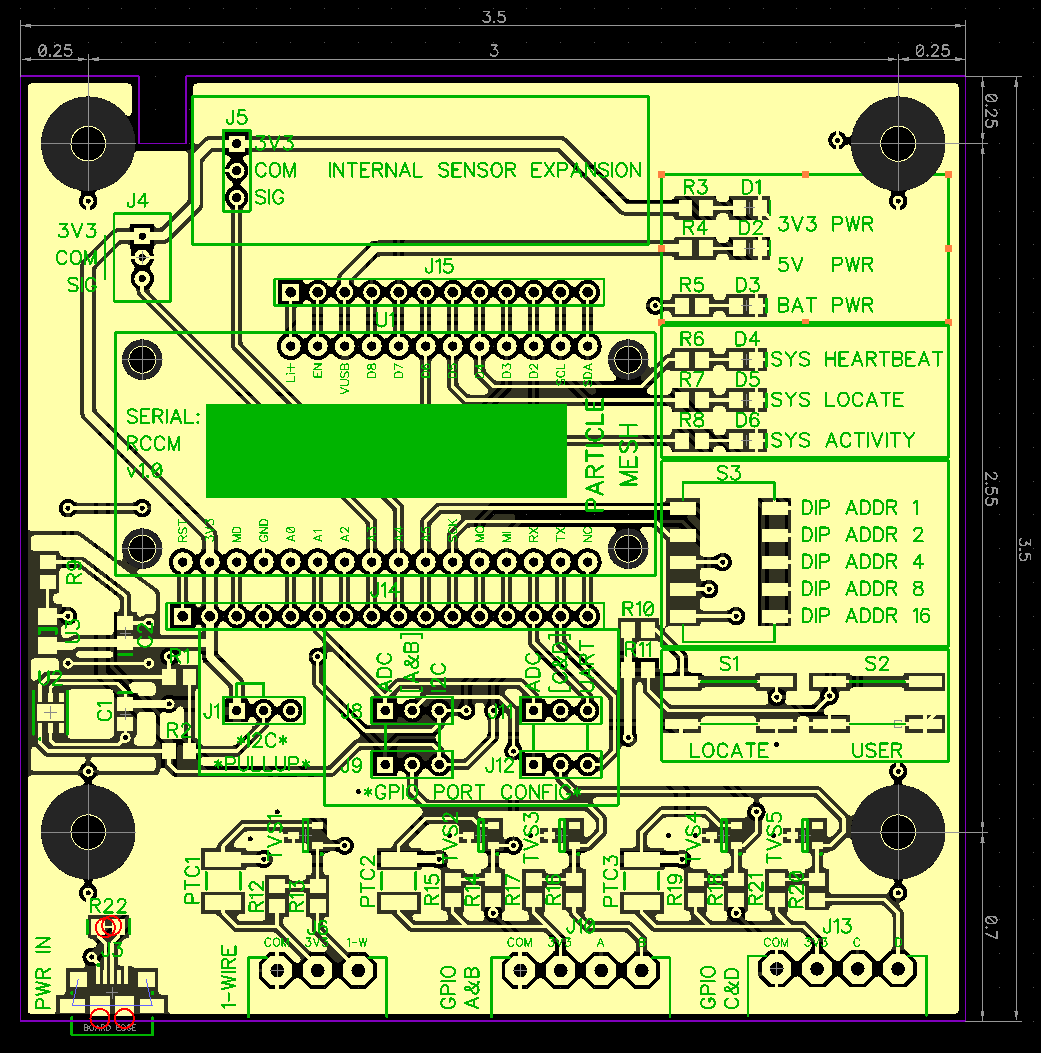 3.5
0.25 3 0.25
J5
3V3
COM INTERNAL SENSOR EXPANSION
SIG
0.25
J4
3V3
COM
SIG
R3 D1
3V3 PWR
R4 D2
5V PWR
R5 D3
BAT PWR
J15
U1
Li+ EN VUSB D8 D7 D3 D2 SCL SDA
R6 D4
SYS HEARTBEAT
R7 D5
SYS LOCATE
R8 D6
SYS ACTIVITY
SERIAL:
RCCM
v1.0
PARTICLE
MESH
RST 3V3 MD GND A0 A1 A2 SCK MO MI RX TX NC
S3
DIP ADDR 1
DIP ADDR 2
DIP ADDR 4
DIP ADDR 8
DIP ADDR 16
2.55
3.5
J14
R9
C2
R1
R2
C1
R10
R11
S1 S2
LOCATE USER
J1
*I2C*
*PULLUP*
ADC
[A&B]
I2C
ADC
[C&D]
UART
J8
J11
J9
J12
*GPIO PORT CONFIG*
TVS1
TVS2
TVS3
TVS4
TVS5
PTC1
R12
R13
PTC2
R15
R14
R17
R16
PTC3
R19
R18
R21
R20
0.7
R22
J3
PWR IN
BOARD EDGE
J6
COM 3V3 1-W
1-WIRE
J10
COM 3V3 A B
GPIO
A&B
J13
COM 3V3 C D
GPIO
C&D